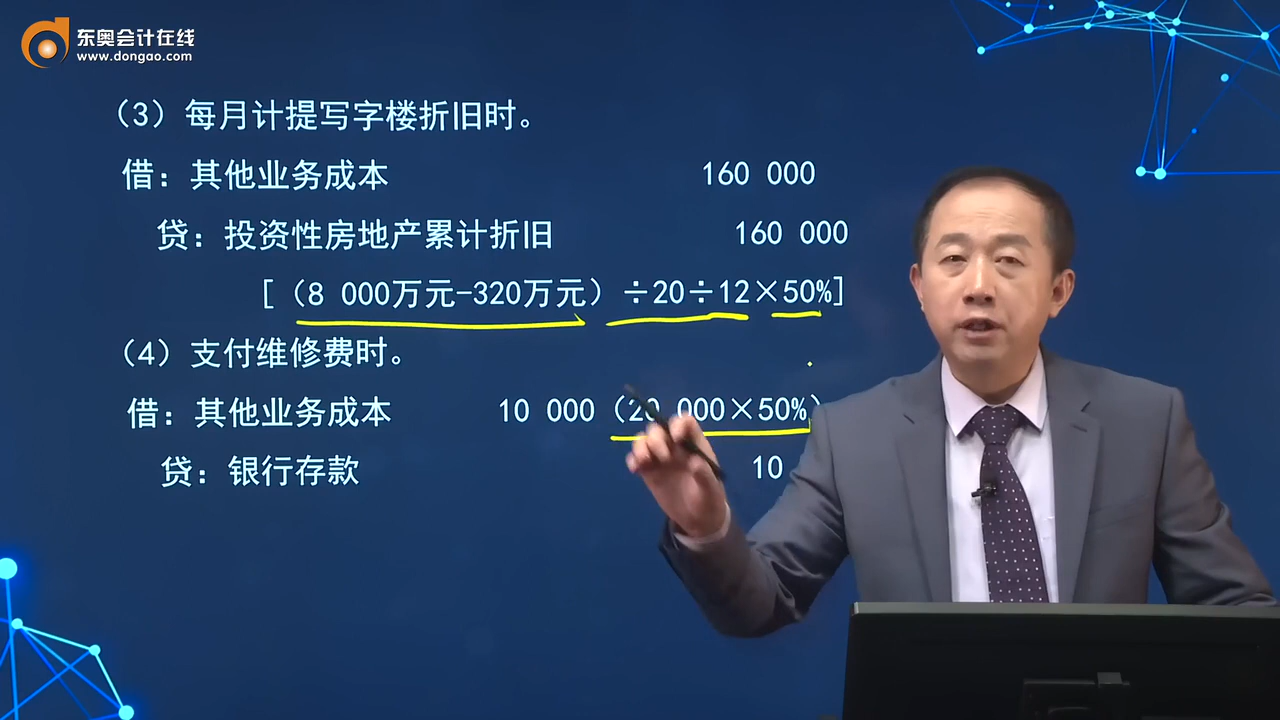 东奥会计在线
www.dongao.com
（3）每月计提写字楼折旧时。
借：其他业务成本 160 000
贷：投资性房地产累计折旧 160 000
[（8 000万元-320万元）÷20÷12×50%]
（4）支付维修费时。
借：其他业务成本 10 000（20 000×50%）
贷：银行存款 10